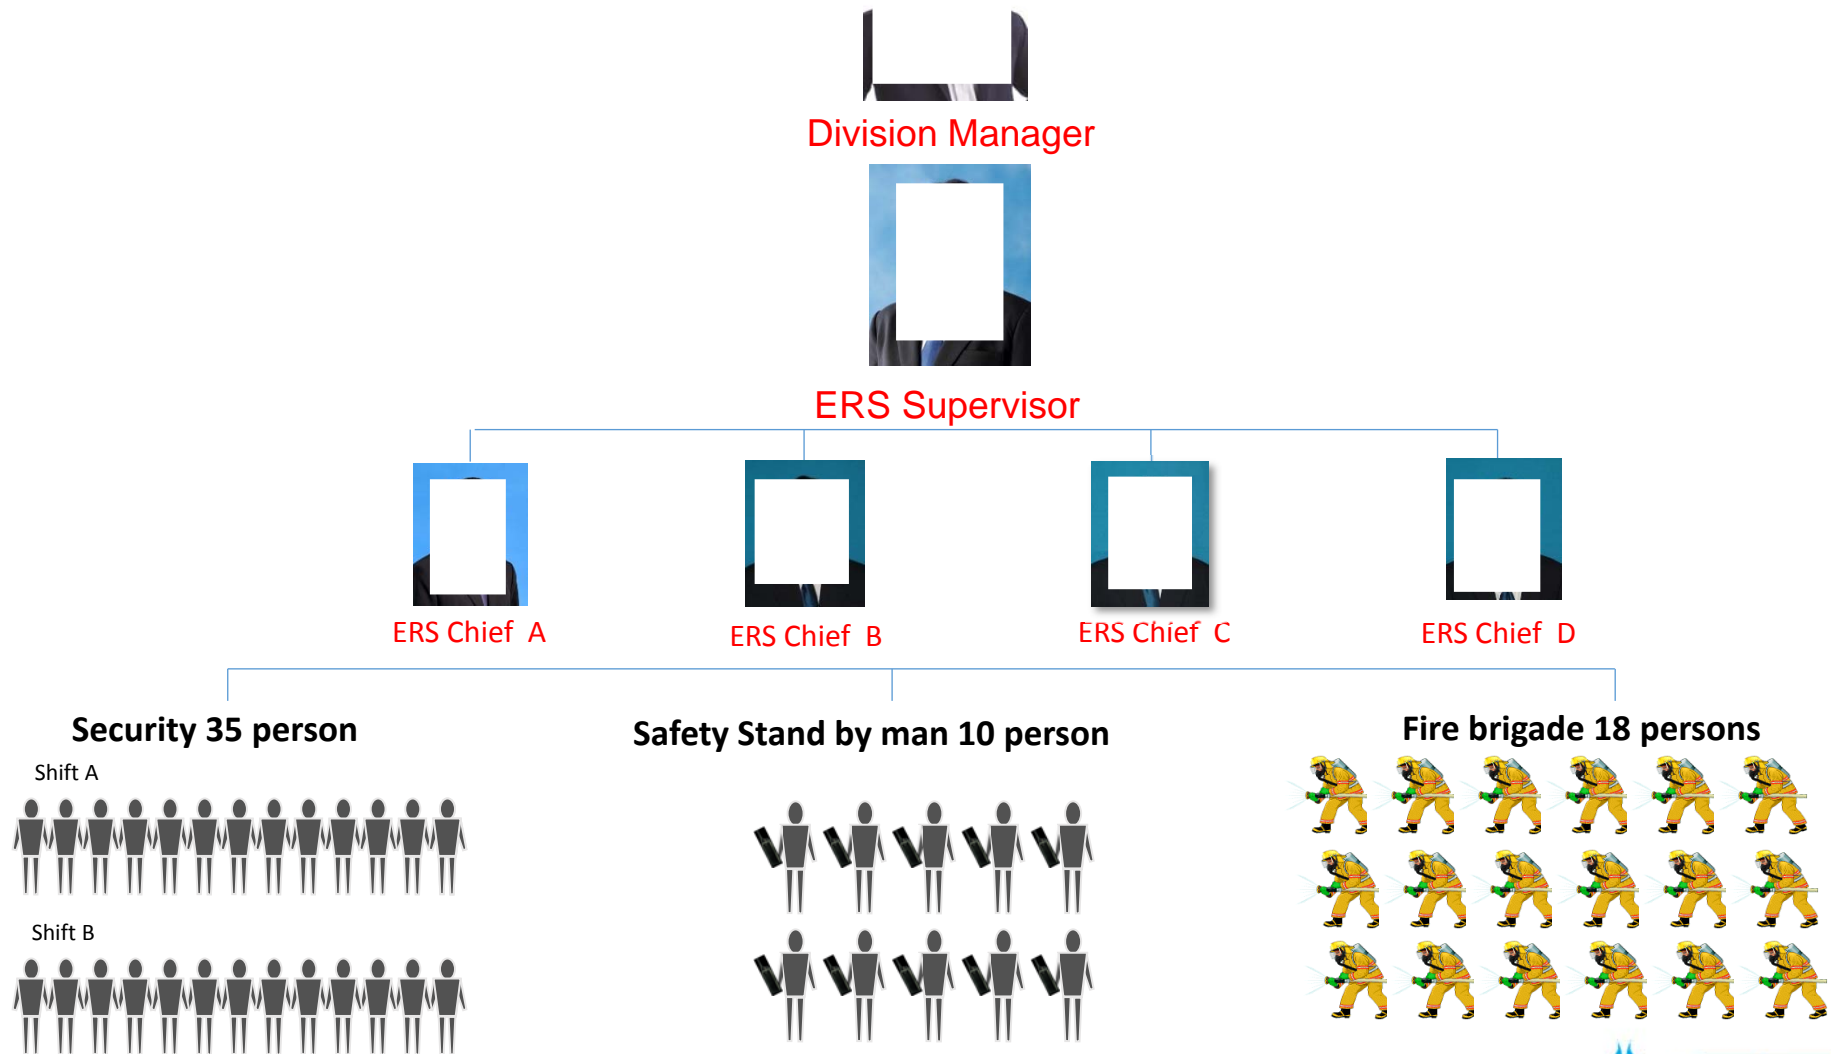 Division Manager
ERS Supervisor
ERS Chief A
ERS Chief B
ERS Chief C
ERS Chief D
Security 35 person
Safety Stand by man 10 person
Fire brigade 18 persons
Shift A
Shift B